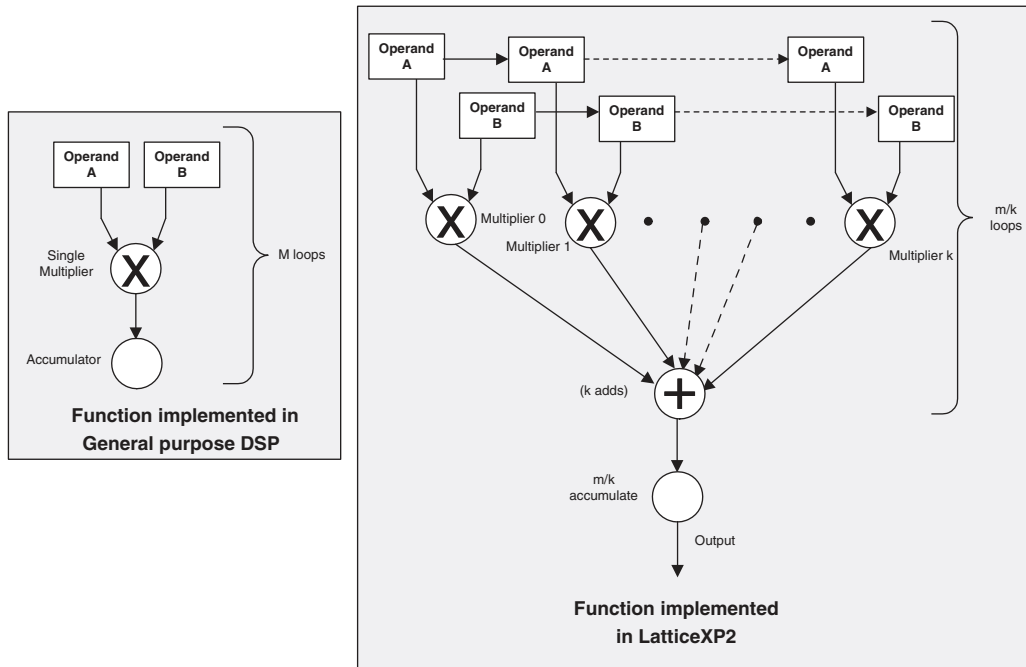 Operand
A
Operand
B
Single
Multiplier
X
M loops
Accumulator
Function implemented in
General purpose DSP
Operand
A
Operand
A
Operand
A
Operand
B
Operand
B
Operand
B
X
Multiplier 0
X
Multiplier 1
X
Multiplier k
m/k
loops
(k adds)
+
m/k
accumulate
Output
Function implemented
in LatticeXP2